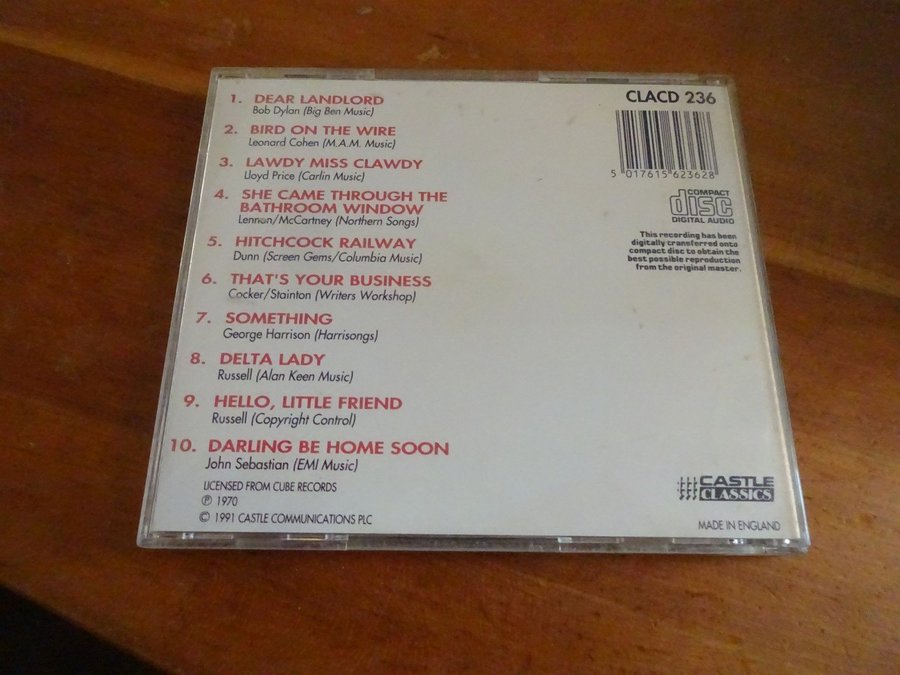 1. DEAR LANDLORD
Bob Dylan (Big Ben Music)
2. BIRD ON THE WIRE
Leonard Cohen (M.A.M. Music)
3. LAWDY MISS CLAWDY
Lloyd Price (Carlin Music)
4. SHE CAME THROUGH THE
BATHROOM WINDOW
Lennon/McCartney (Northern Songs)
5. HITCHCOCK RAILWAY
Dunn (Screen Gems/Columbia Music)
6. THAT'S YOUR BUSINESS
Cocker/Stainton (Writers Workshop)
7. SOMETHING
George Harrison (Harrisongs)
8. DELTA LADY
Russell (Alan Keen Music)
9. HELLO, LITTLE FRIEND
Russell (Copyright Control)
10. DARLING BE HOME SOON
John Sebastian (EMI Music)
LICENSED FROM CUBE RECORDS
℗ 1970
© 1991 CASTLE COMMUNICATIONS PLC
CLACD 236
5 017615 623628
COMPACT
disc
DIGITAL AUDIO
This recording has been
digitally transferred onto
compact disc to obtain the
best possible reproduction
from the original master.
CASTLE
CLASSICS
MADE IN ENGLAND